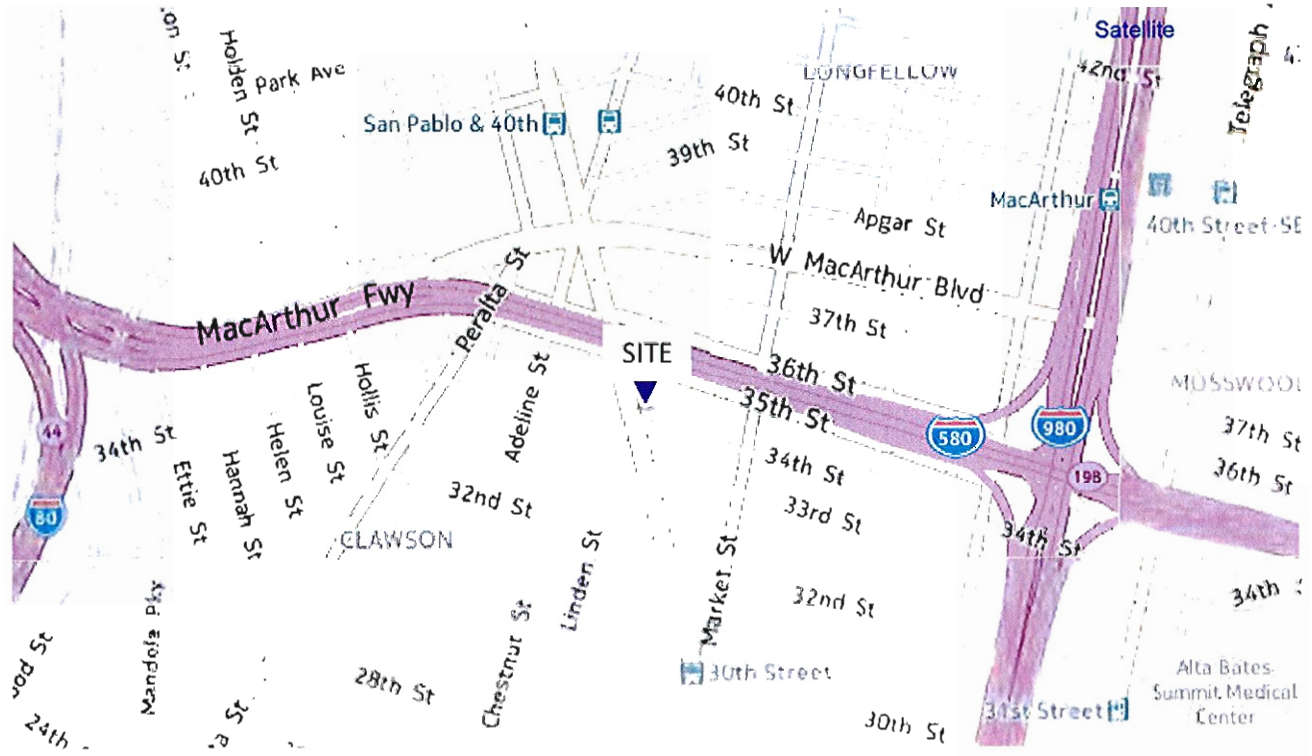 Satellite
Holden St
Park Ave
LONGFELLOW
42nd St
Telegraph
San Pablo & 40th
40th St
39th St
40th St
MacArthur
40th Street-SE
Apgar St
W MacArthur Blvd
Peralta St
MacArthur Fwy
37th St
SITE
36th St
35th St
MOSSWOOD
Hollis St
Louise St
Adeline St
580
980
37th St
36th St
44
34th St
Helen St
Hannah St
Ettie St
34th St
19B
80
32nd St
33rd St
CLAWSON
34th St
Linden St
Market St
32nd St
34th
Mandela Pky
Chestnut St
30th Street
28th St
Alta Bates
Summit Medical
Center
31st Street
30th St
24th